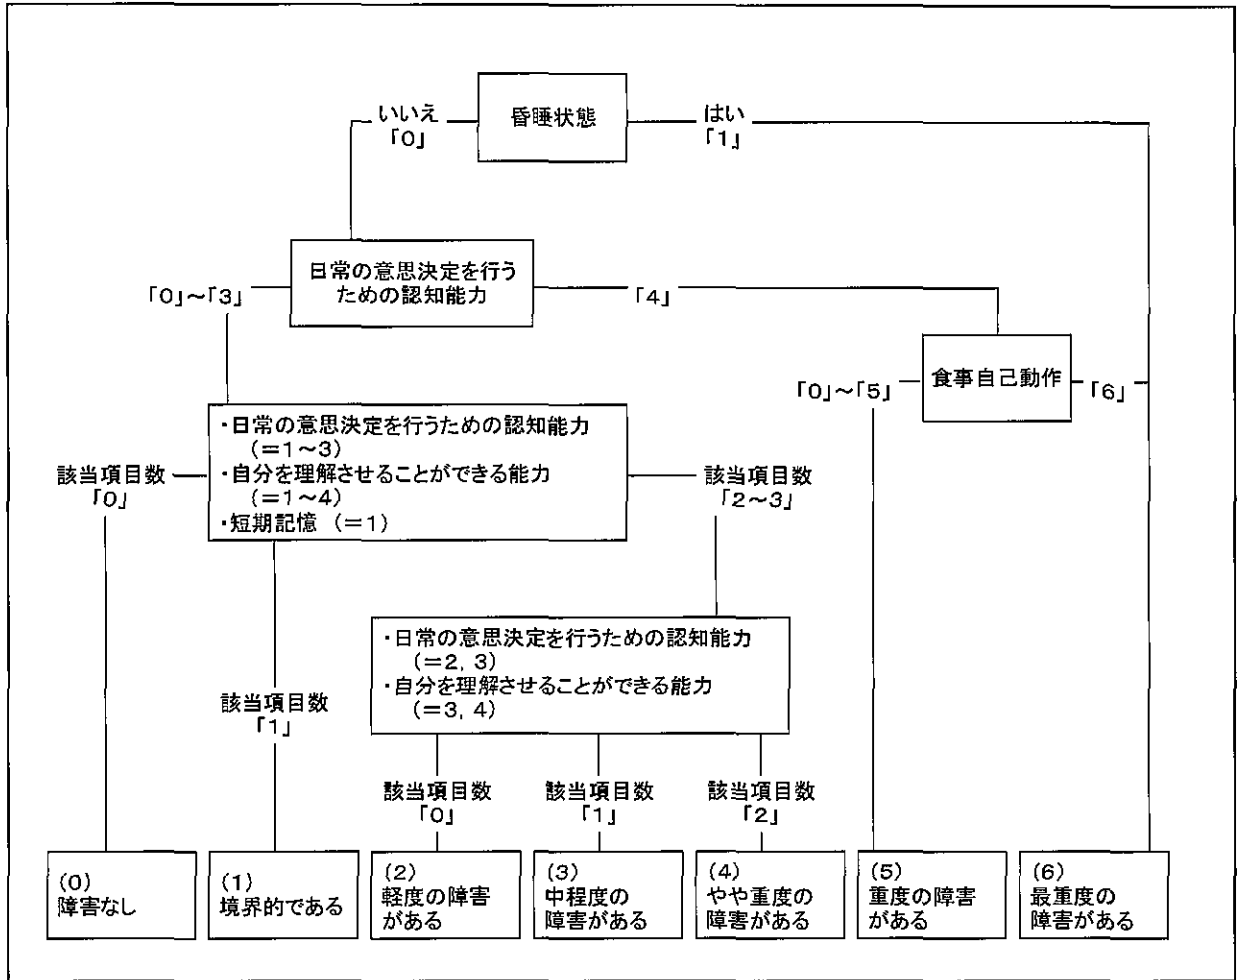 昏睡状態
いいえ
「0」
はい
「1」
日常の意思決定を行う
ための認知能力
「0」～「3」
「4」
食事自己動作
「0」～「5」
「6」
・日常の意思決定を行うための認知能力
(＝1～3)
・自分を理解させることができる能力
(＝1～4)
・短期記憶 (＝1)
該当項目数
「0」
該当項目数
「2～3」
・日常の意思決定を行うための認知能力
(＝2, 3)
・自分を理解させることができる能力
(＝3, 4)
該当項目数
「1」
該当項目数
「0」
該当項目数
「1」
該当項目数
「2」
(0)
障害なし
(1)
境界的である
(2)
軽度の障害
がある
(3)
中程度の
障害がある
(4)
やや重度の
障害がある
(5)
重度の障害
がある
(6)
最重度の
障害がある